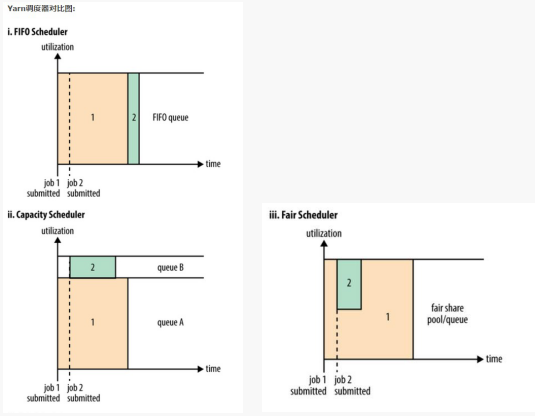 Yarn调度器对比图:
i. FIFO Scheduler
utilization
1
2
FIFO queue
time
job 1 job 2
submitted submitted
ii. Capacity Scheduler
utilization
2
queue B
1
queue A
time
job 1 job 2
submitted submitted
iii. Fair Scheduler
utilization
2
1
fair share
pool/queue
time
job 1 job 2
submitted submitted